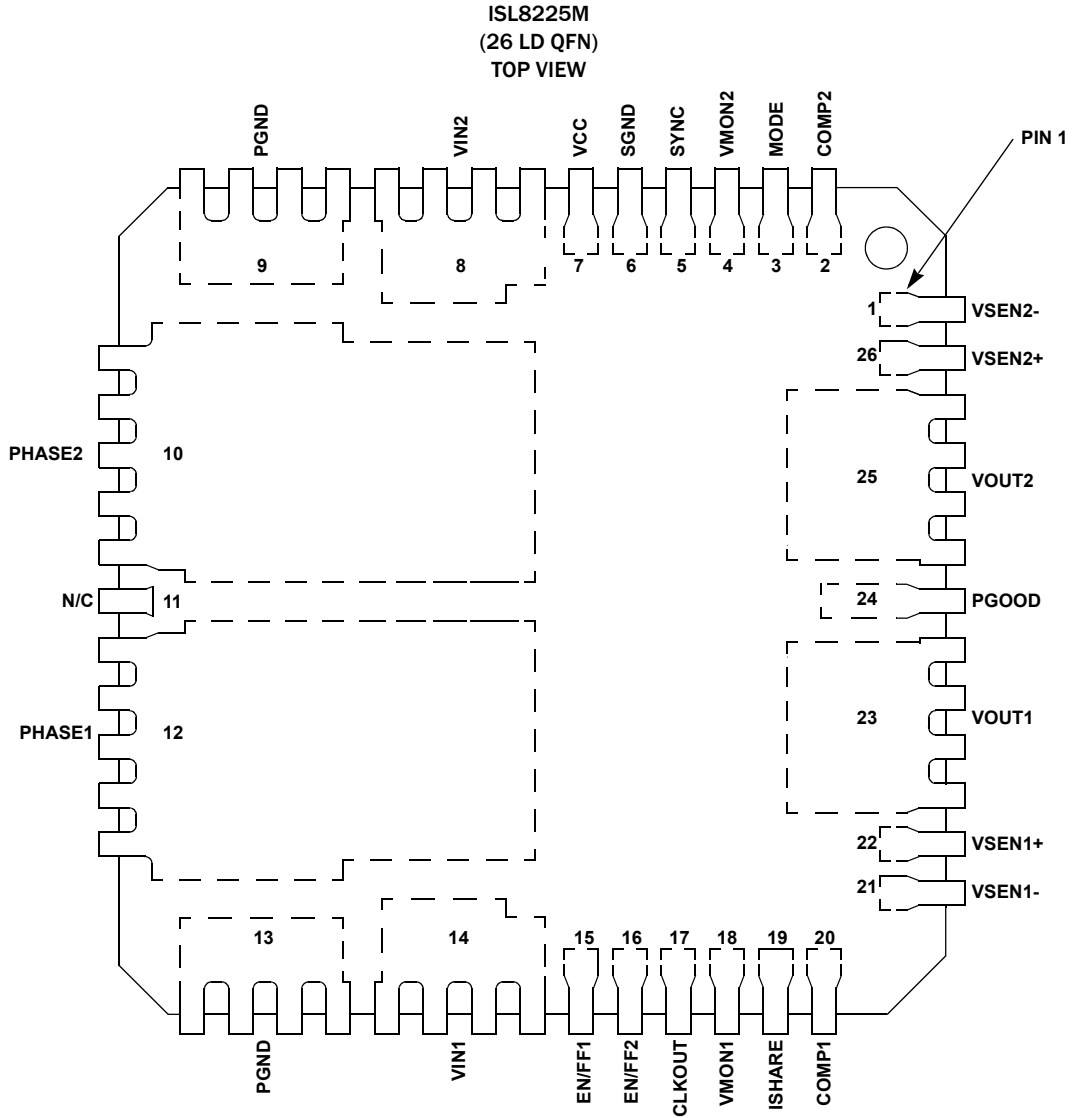 ISL8225M
(26 LD QFN)
TOP VIEW
PGND
VIN2
VCC
SGND
SYNC
VMON2
MODE
COMP2
PIN 1
9
8
7
6
5
4
3
2
1
VSEN2-
26
VSEN2+
PHASE2
10
25
VOUT2
N/C
11
24
PGOOD
PHASE1
12
23
VOUT1
22
VSEN1+
21
VSEN1-
13
14
15
16
17
18
19
20
PGND
VIN1
EN/FF1
EN/FF2
CLKOUT
VMON1
ISHARE
COMP1